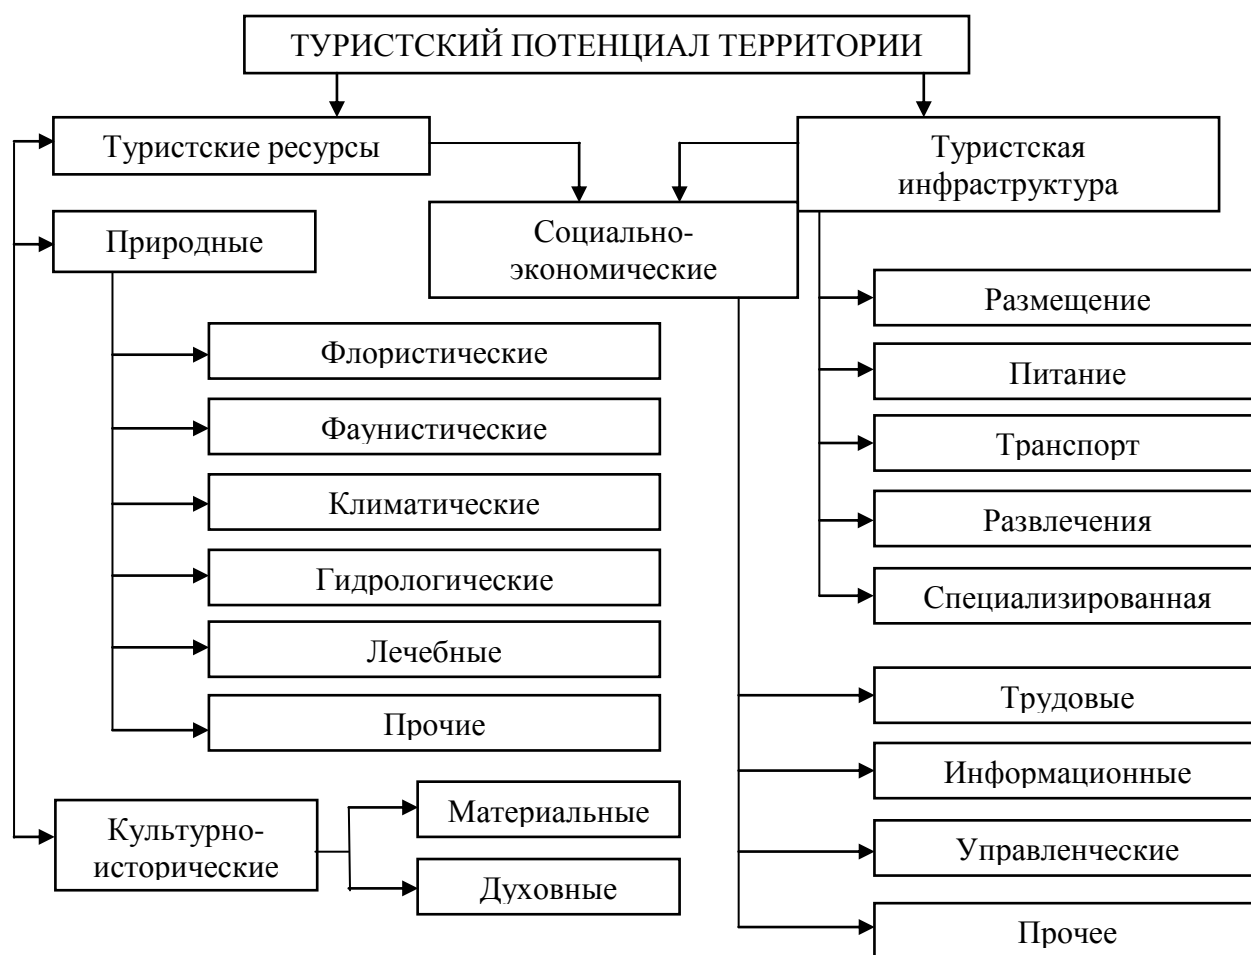 ТУРИСТСКИЙ ПОТЕНЦИАЛ ТЕРРИТОРИИ
Туристские ресурсы
Туристская
инфраструктура
Природные
Социально-
экономические
Размещение
Флористические
Питание
Фаунистические
Транспорт
Климатические
Развлечения
Гидрологические
Специализированная
Лечебные
Трудовые
Прочие
Информационные
Материальные
Культурно-
исторические
Управленческие
Духовные
Прочее